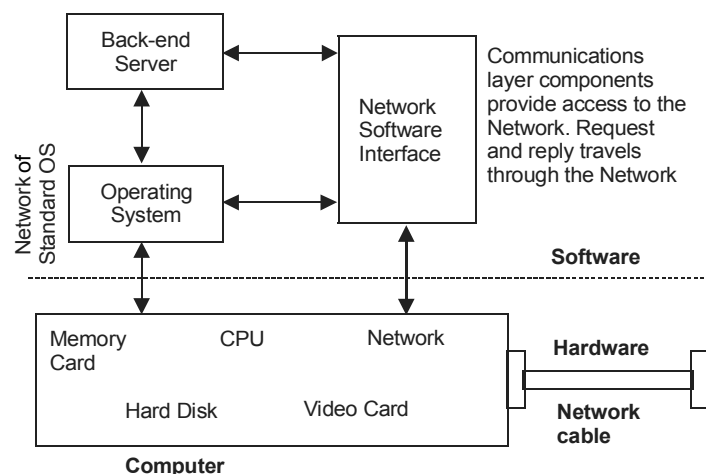 Back-end
Server
Network
Software
Interface
Communications
layer components
provide access to the
Network. Request
and reply travels
through the Network
Network of
Standard OS
Operating
System
Software
Memory
Card
CPU
Network
Hard Disk
Video Card
Hardware
Network
cable
Computer